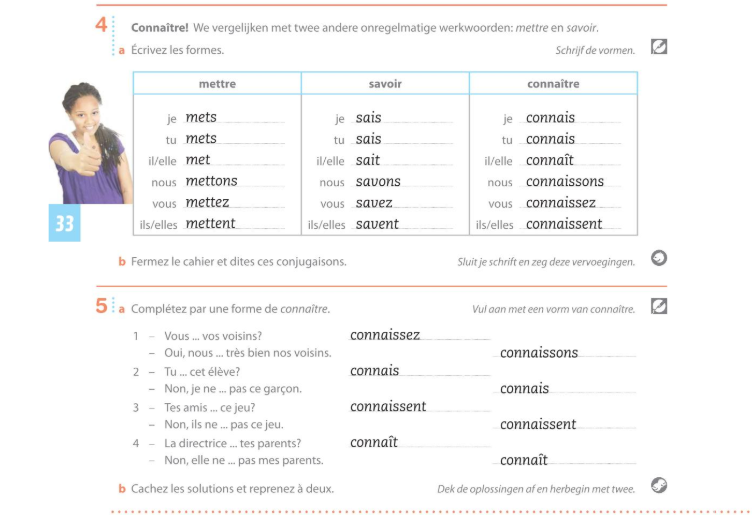 4 Connaître! We vergelijken met twee andere onregelmatige werkwoorden: mettre en savoir.
a Écrivez les formes. Schrijf de vormen.
mettre savoir connaître
je mets je sais je connais
tu mets tu sais tu connais
il/elle met il/elle sait il/elle connaît
nous mettons nous savons nous connaissons
vous mettez vous savez vous connaissez
ils/elles mettent ils/elles savent ils/elles connaissent
33
b Fermez le cahier et dites ces conjugaisons. Sluit je schrift en zeg deze vervoegingen.
5 a Complétez par une forme de connaître. Vul aan met een vorm van connaître.
1 – Vous ... vos voisins? connaissez
– Oui, nous ... très bien nos voisins. connaissons
2 – Tu ... cet élève? connais
– Non, je ne ... pas ce garçon. connais
3 – Tes amis ... ce jeu? connaissent
– Non, ils ne ... pas ce jeu. connaissent
4 – La directrice ... tes parents? connaît
– Non, elle ne ... pas mes parents. connaît
b Cachez les solutions et reprenez à deux. Dek de oplossingen af en herbegin met twee.